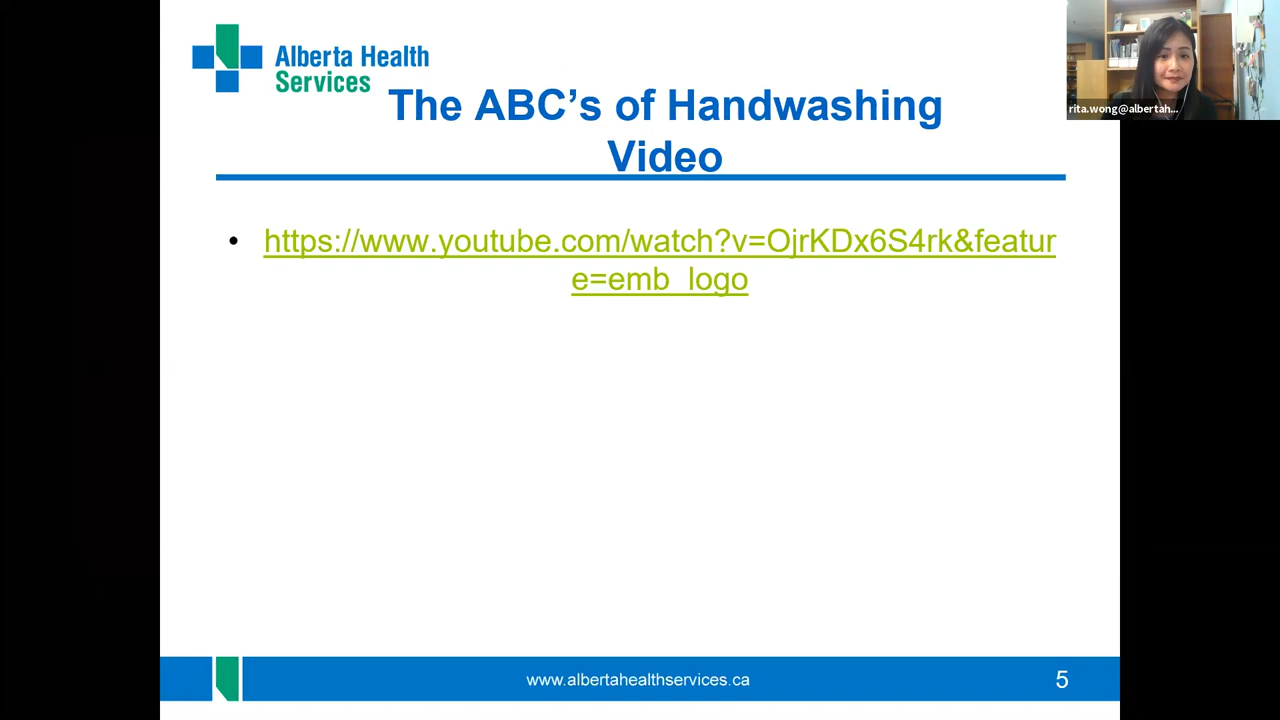 Alberta Health
Services
The ABC's of Handwashing
Video
rita.wong@albertah...
• https://www.youtube.com/watch?v=OjrKDx6S4rk&featur
e=emb_logo
www.albertahealthservices.ca
5